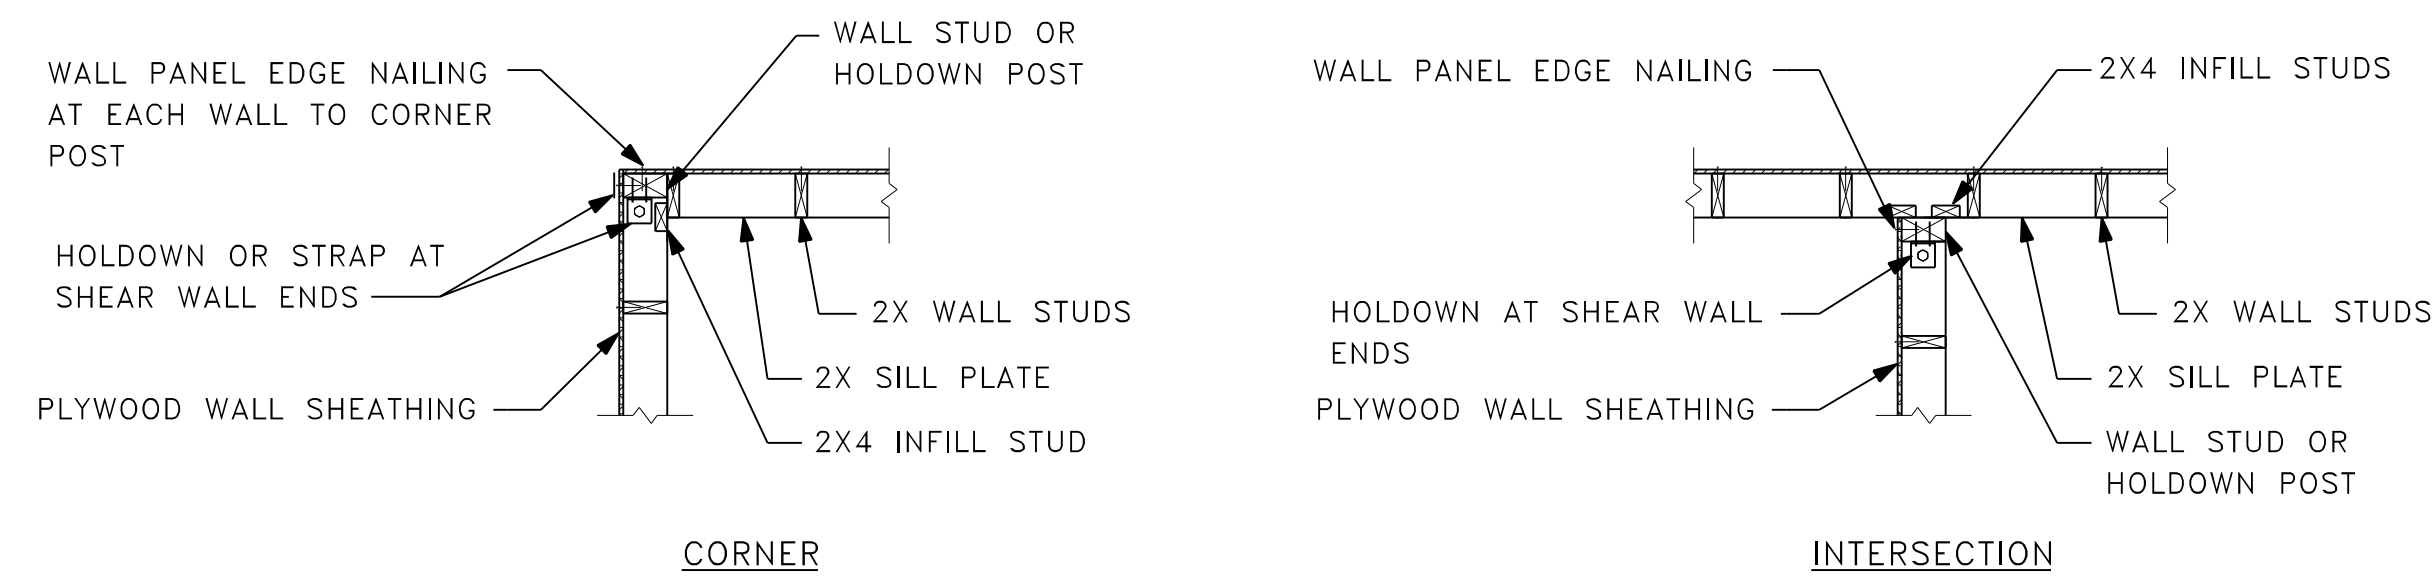 WALL PANEL EDGE NAILING
AT EACH WALL TO CORNER
POST
WALL STUD OR
HOLDOWN POST
HOLDOWN OR STRAP AT
SHEAR WALL ENDS
2X WALL STUDS
2X SILL PLATE
PLYWOOD WALL SHEATHING
2X4 INFILL STUD
CORNER
WALL PANEL EDGE NAILING
2X4 INFILL STUDS
HOLDOWN AT SHEAR WALL
ENDS
2X WALL STUDS
2X SILL PLATE
PLYWOOD WALL SHEATHING
WALL STUD OR
HOLDOWN POST
INTERSECTION